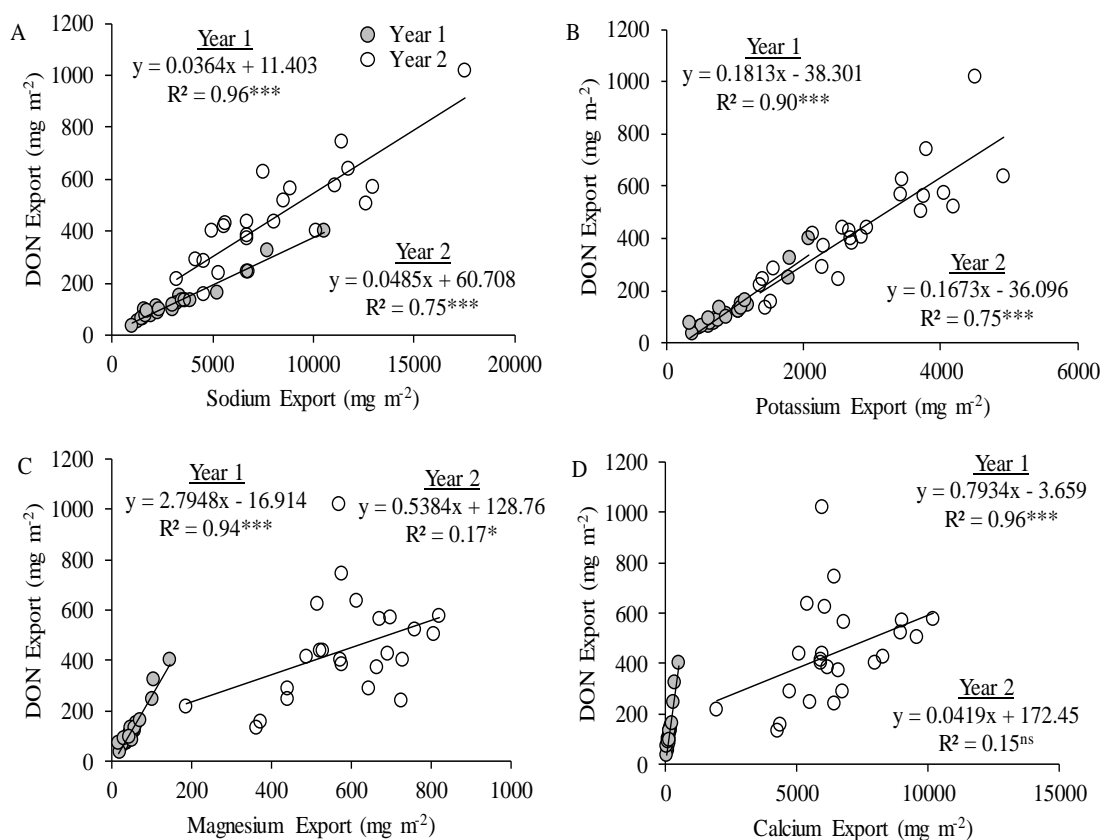 A
Year 1
y = 0.0364x + 11.403
R² = 0.96***
Year 1
Year 2
Year 2
y = 0.0485x + 60.708
R² = 0.75***
1200
1000
800
600
400
200
0
DON Export (mg m⁻²)
0 5000 10000 15000 20000
Sodium Export (mg m⁻²)
B
Year 1
y = 0.1813x - 38.301
R² = 0.90***
Year 2
y = 0.1673x - 36.096
R² = 0.75***
1200
1000
800
600
400
200
0
DON Export (mg m-²)
0 2000 4000 6000
Potassium Export (mg m⁻²)
C
Year 1
y = 2.7948x - 16.914
R² = 0.94***
Year 2
y = 0.5384x + 128.76
R² = 0.17*
1200
1000
800
600
400
200
0
DON Export (mg m⁻²)
0 200 400 600 800 1000
Magnesium Export (mg m⁻²)
D
Year 1
y = 0.7934x - 3.659
R² = 0.96***
Year 2
y = 0.0419x + 172.45
R² = 0.15ⁿˢ
1200
1000
800
600
400
200
0
DON Export (mg m⁻²)
0 5000 10000 15000
Calcium Export (mg m⁻²)